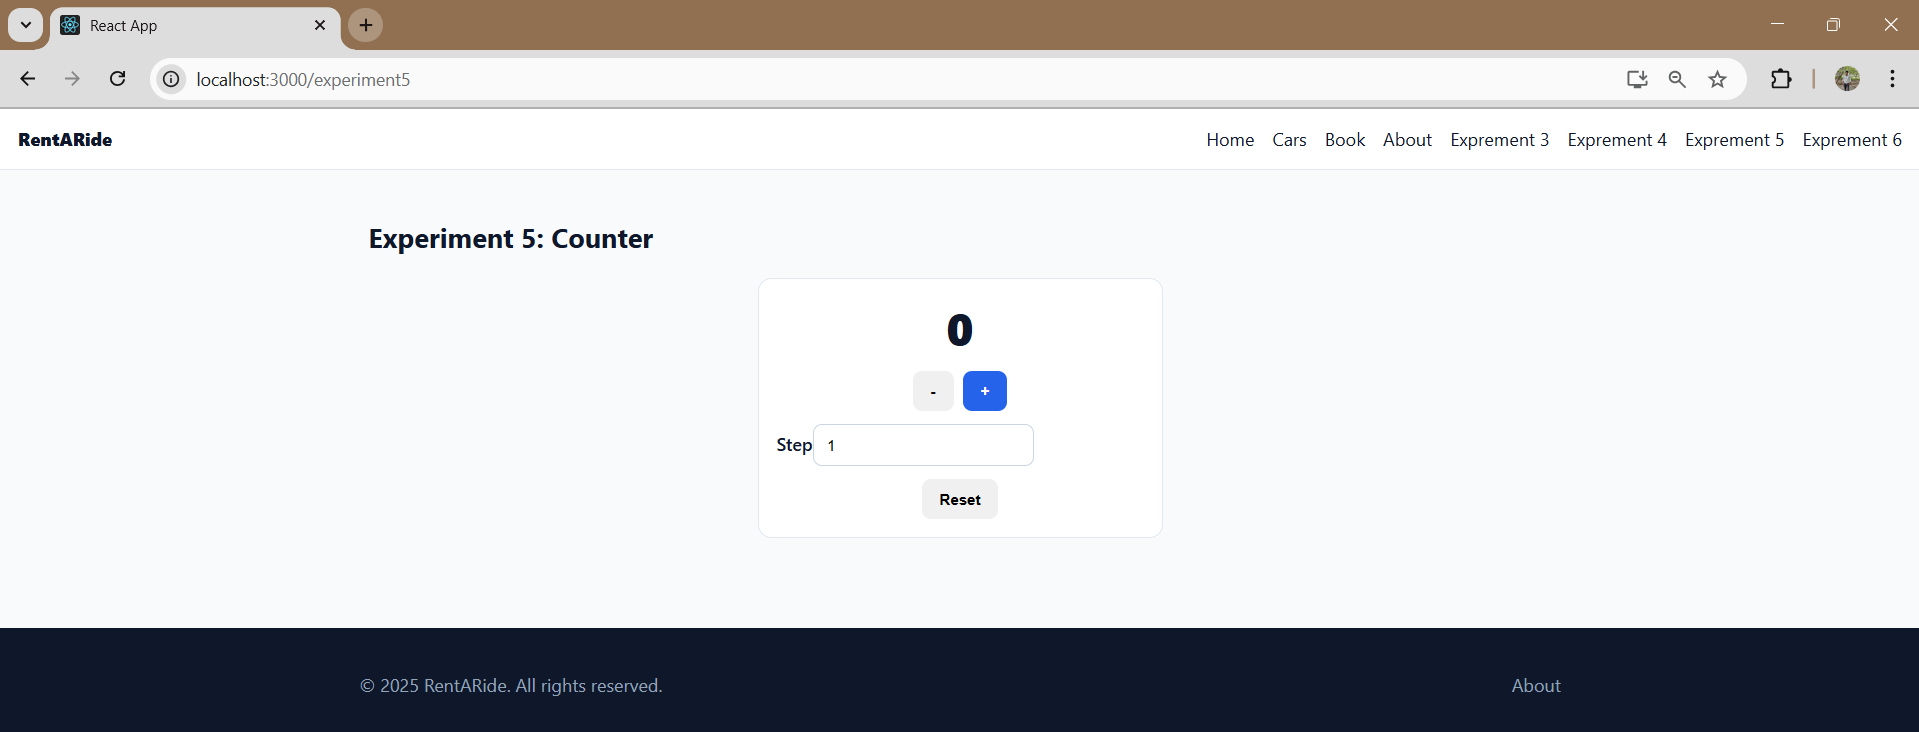 React App
localhost:3000/experiment5
RentARide Home Cars Book About Exprement 3 Exprement 4 Exprement 5 Exprement 6
Experiment 5: Counter
0
- +
Step 1
Reset
© 2025 RentARide. All rights reserved. About